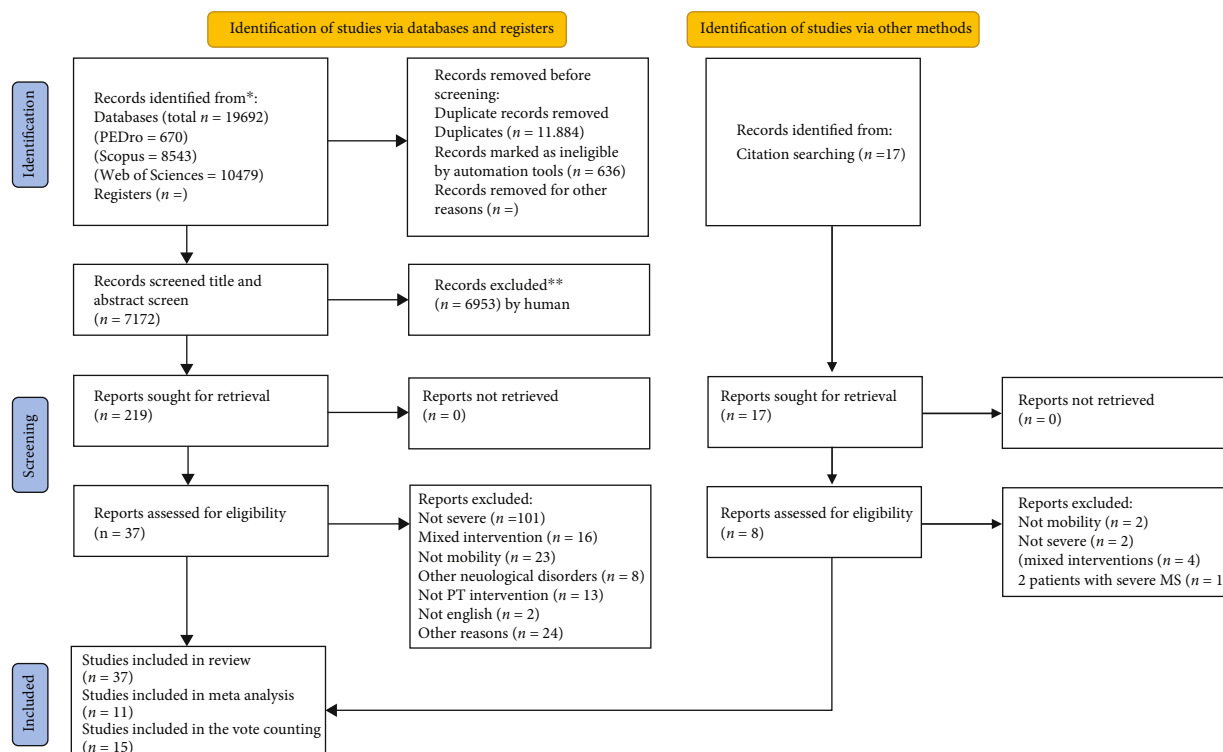 Identification of studies via databases and registers
Identification of studies via other methods
Identification
Records identified from*:
Databases (total n = 19692)
(PEDro = 670)
(Scopus = 8543)
(Web of Sciences = 10479)
Registers (n =)
Records removed before
screening:
Duplicate records removed
Duplicates (n = 11.884)
Records marked as ineligible
by automation tools (n = 636)
Records removed for other
reasons (n =)
Records identified from:
Citation searching (n =17)
Records screened title and
abstract screen
(n = 7172)
Records excluded**
(n = 6953) by human
Screening
Reports sought for retrieval
(n = 219)
Reports not retrieved
(n = 0)
Reports sought for retrieval
(n = 17)
Reports not retrieved
(n = 0)
Reports assessed for eligibility
(n = 37)
Reports excluded:
Not severe (n =101)
Mixed intervention (n = 16)
Not mobility (n = 23)
Other neuological disorders (n = 8)
Not PT intervention (n = 13)
Not english (n = 2)
Other reasons (n = 24)
Reports assessed for eligibility
(n = 8)
Reports excluded:
Not mobility (n = 2)
Not severe (n = 2)
(mixed interventions (n = 4)
2 patients with severe MS (n = 1
Included
Studies included in review
(n = 37)
Studies included in meta analysis
(n = 11)
Studies included in the vote counting
(n = 15)